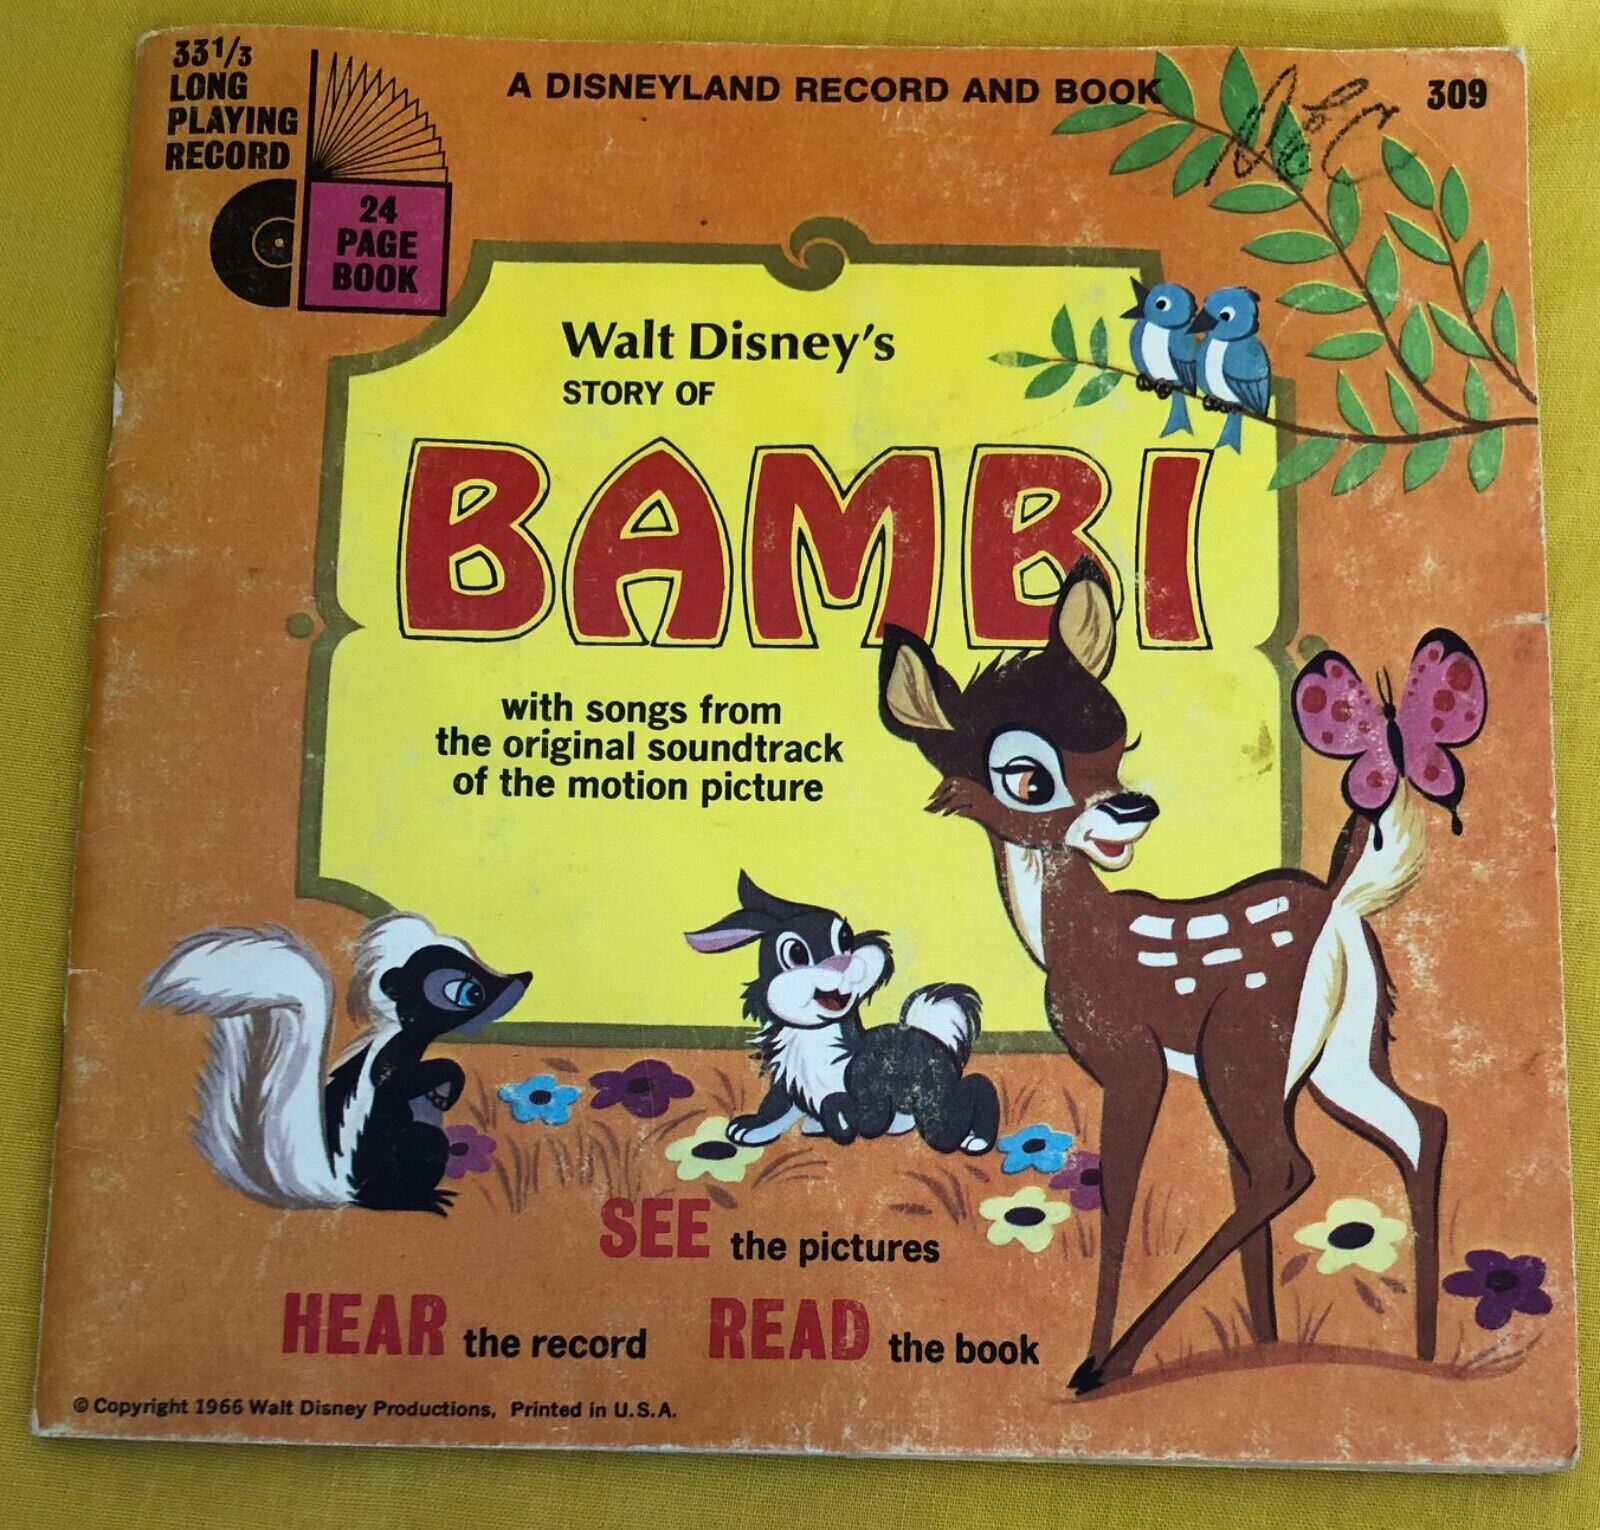 33 1/3
LONG
PLAYING
RECORD
24
PAGE
BOOK
A DISNEYLAND RECORD AND BOOK
309
Walt Disney's
STORY OF
BAMBI
with songs from
the original soundtrack
of the motion picture
SEE the pictures
HEAR the record READ the book
© Copyright 1966 Walt Disney Productions, Printed in U.S.A.